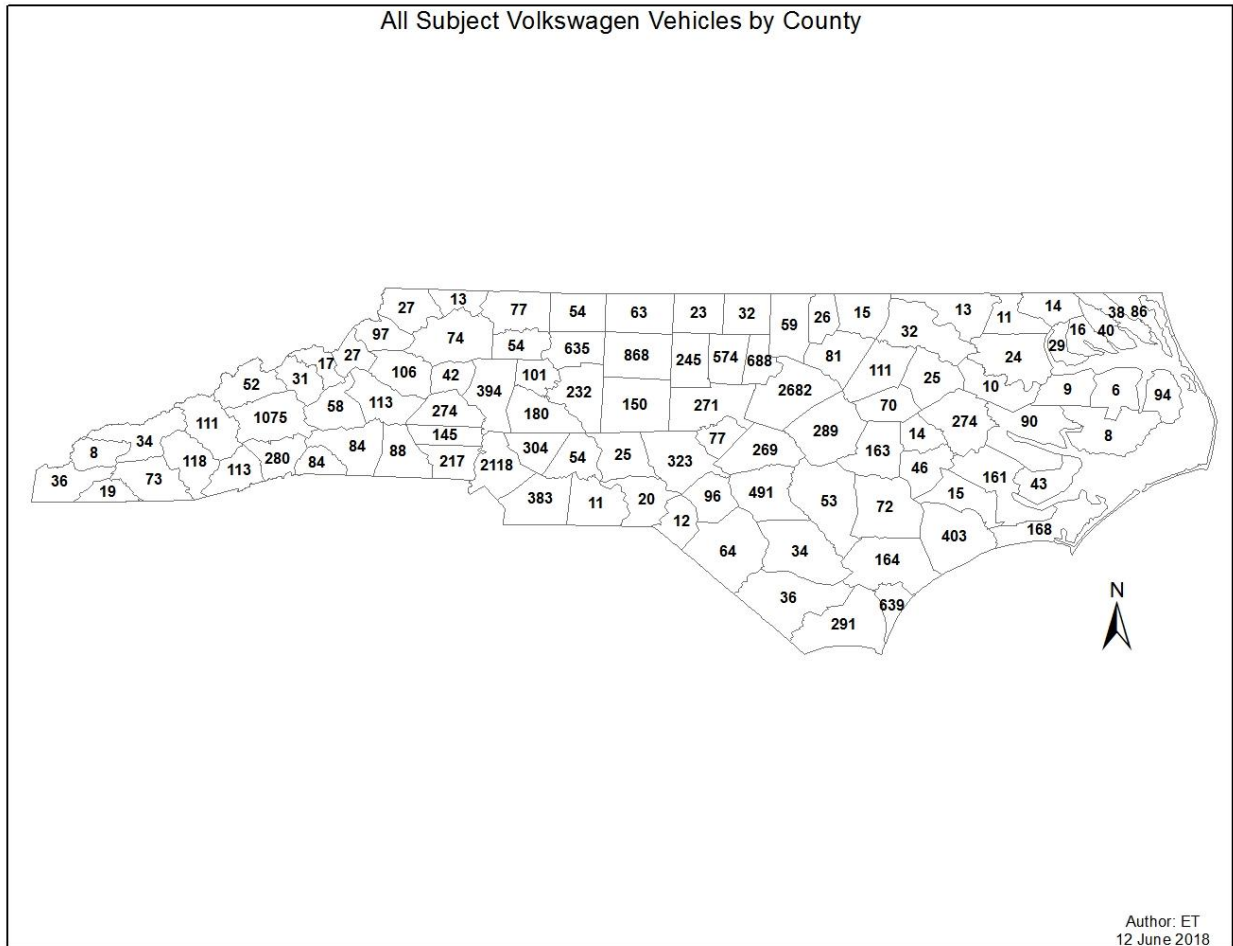 All Subject Volkswagen Vehicles by County
27 13 77 54 63 23 32 59 26 15 32 13 11 14 38 86
97 74 54 635 868 245 574 688 81 24 29 16 40
52 31 17 27 106 42 394 101 232 150 271 2682 111 25 10 9 6 94
34 111 1075 58 113 274 180 70 274 90 8
145 77 289 163 14
8 118 113 280 84 84 88 217 2118 304 54 25 323 269 46 161 43
36 19 73 383 11 20 12 96 491 53 72 15 168
64 34 164 403
36 291 639
N
Author: ET
12 June 2018